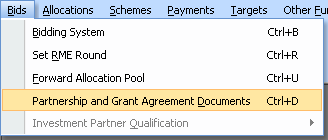 Bids Allocations Schemes Payments Targets Other Fu
Bidding System Ctrl+B
Set RME Round Ctrl+R
Forward Allocation Pool Ctrl+U
Partnership and Grant Agreement Documents Ctrl+D
Investment Partner Qualification